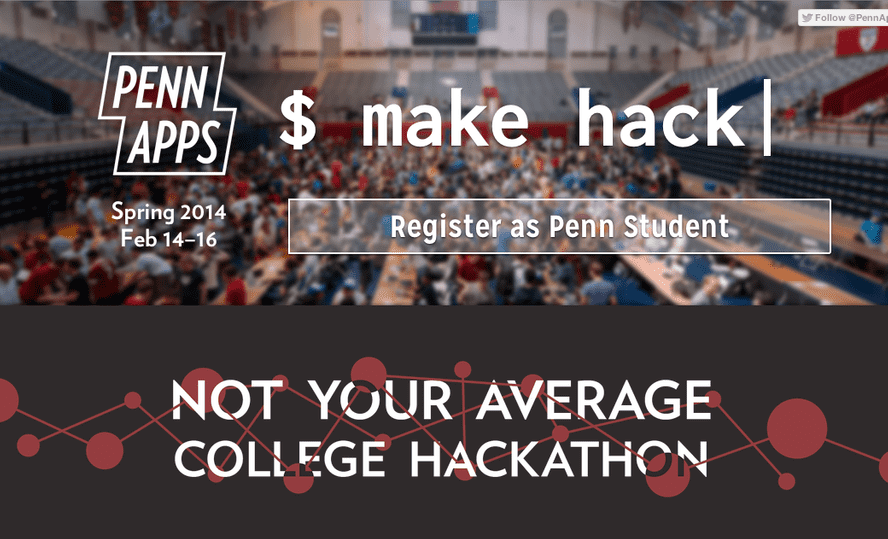 Follow @PennAp
PENN
APPS
$ make hack|
Spring 2014
Feb 14–16
Register as Penn Student
NOT YOUR AVERAGE
COLLEGE HACKATHON